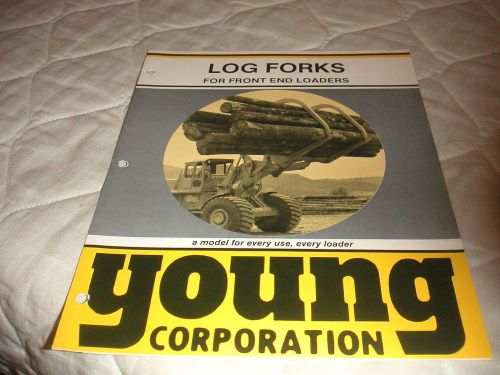 LOG FORKS
FOR FRONT END LOADERS
a model for every use, every loader
young
CORPORATION